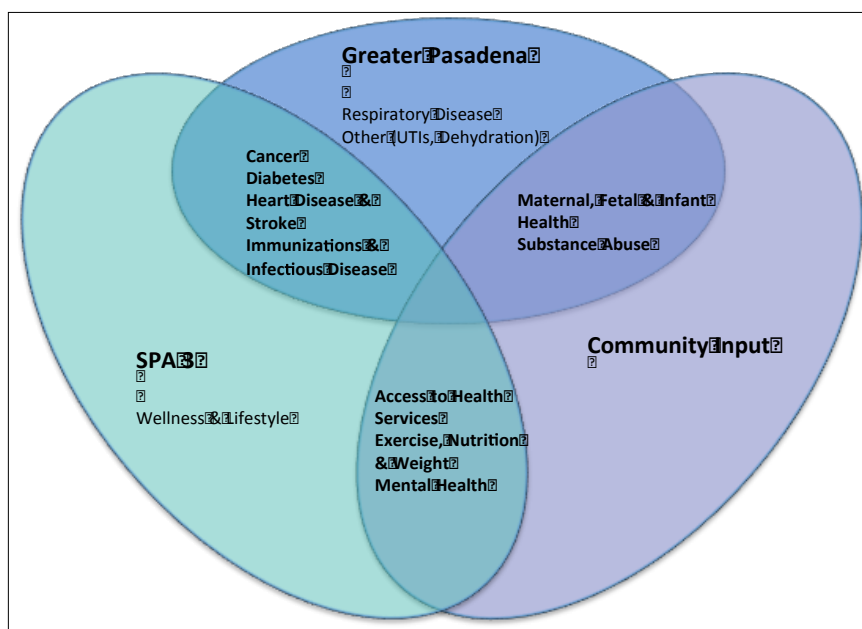 Greater Pasadena
Respiratory Disease
Other (UTIs, Dehydration)
Cancer
Diabetes
Heart Disease &
Stroke
Immunizations &
Infectious Disease
Maternal, Fetal & Infant
Health
Substance Abuse
SPA 3
Wellness & Lifestyle
Community Input
Access to Health
Services
Exercise, Nutrition
& Weight
Mental Health